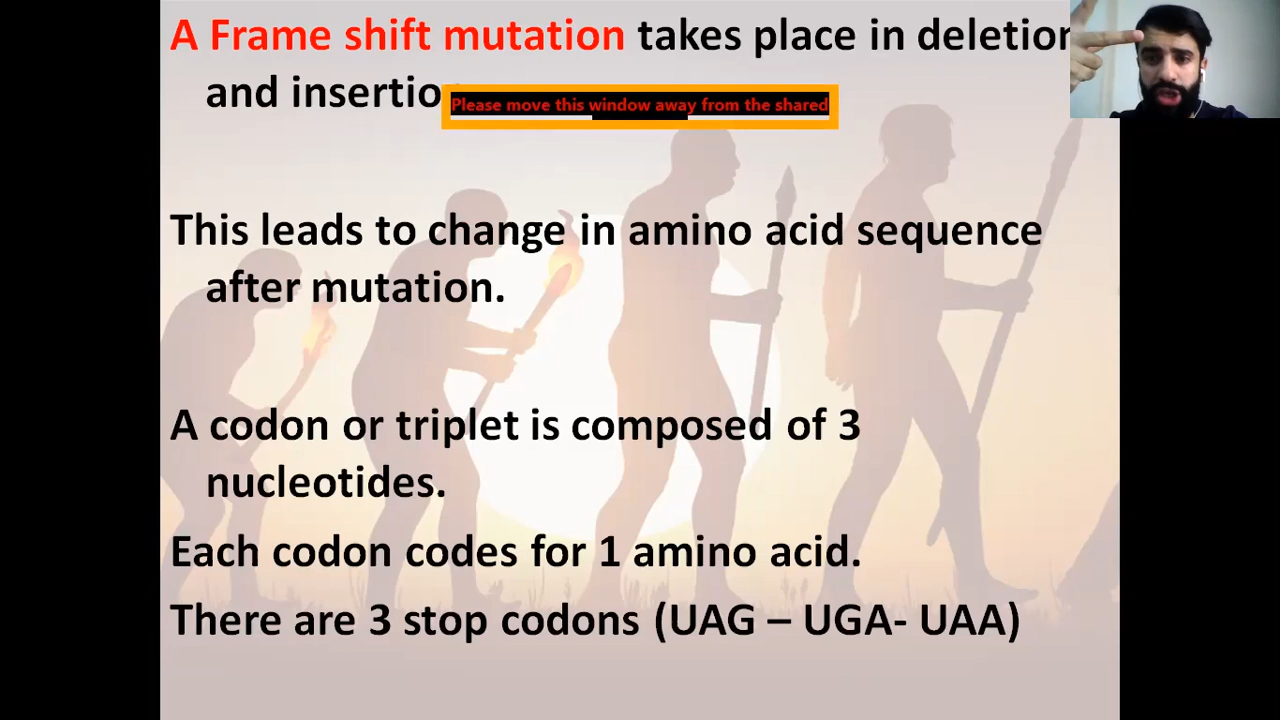 A Frame shift mutation takes place in deletion
and insertio
Please move this window away from the shared
This leads to change in amino acid sequence
after mutation.
A codon or triplet is composed of 3
nucleotides.
Each codon codes for 1 amino acid.
There are 3 stop codons (UAG – UGA- UAA)